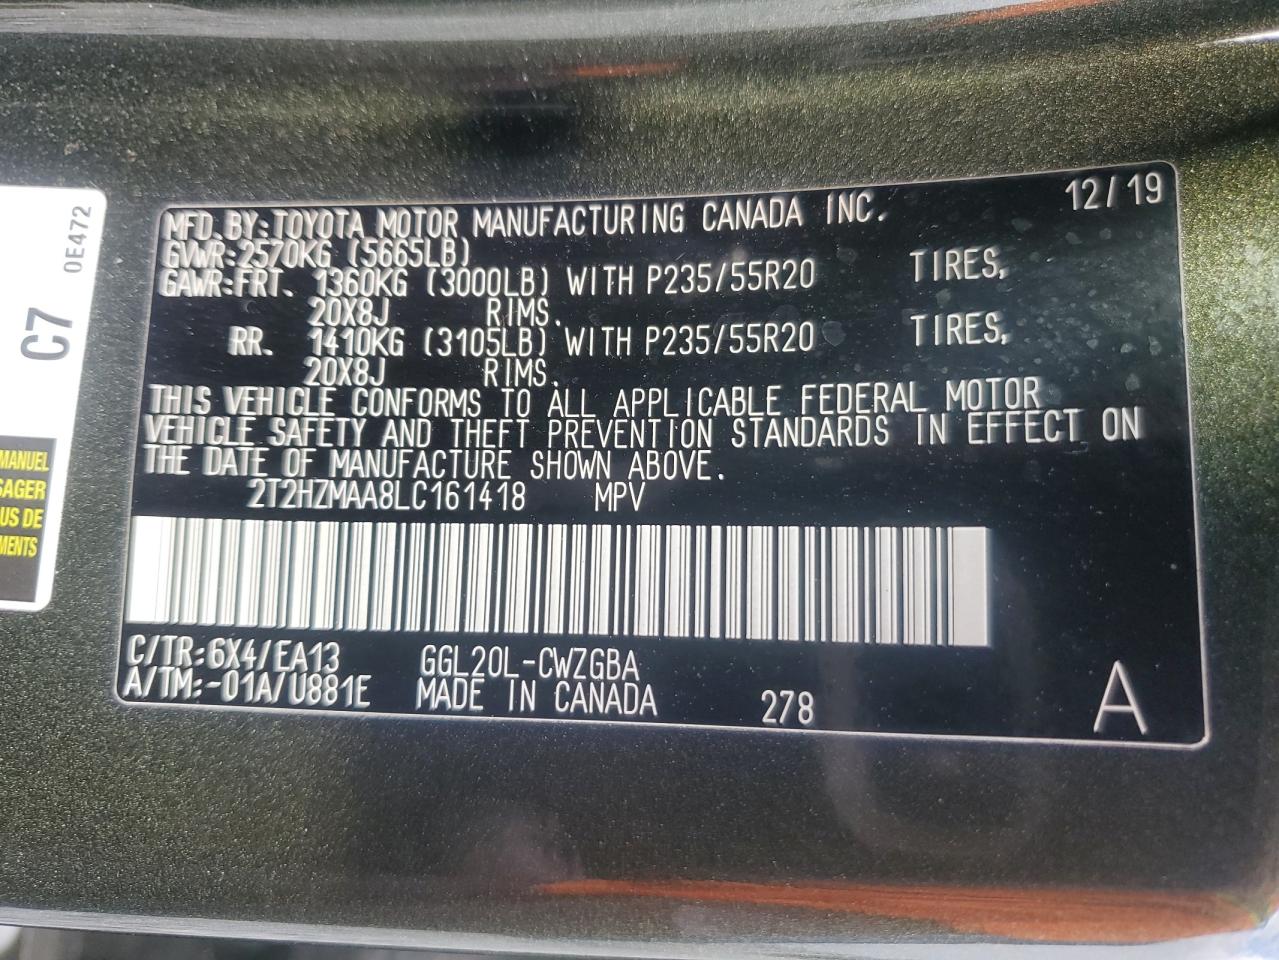 MFD. BY: TOYOTA MOTOR MANUFACTURING CANADA INC. 12/19
GVWR: 2570KG (5665LB)
GAWR: FRT. 1360KG (3000LB) WITH P235/55R20 TIRES,
20X8J RIMS.
RR. 1410KG (3105LB) WITH P235/55R20 TIRES,
20X8J RIMS.
THIS VEHICLE CONFORMS TO ALL APPLICABLE FEDERAL MOTOR
VEHICLE SAFETY AND THEFT PREVENTION STANDARDS IN EFFECT ON
THE DATE OF MANUFACTURE SHOWN ABOVE.
2T2HZMAA8LC161418 MPV
C/TR: 6X4/EA13 GGL20L-CWZGBA
A/TM: -01A/U881E MADE IN CANADA 278 A
C7 0E472
MANUEL
SAGER
US DE
MENTS